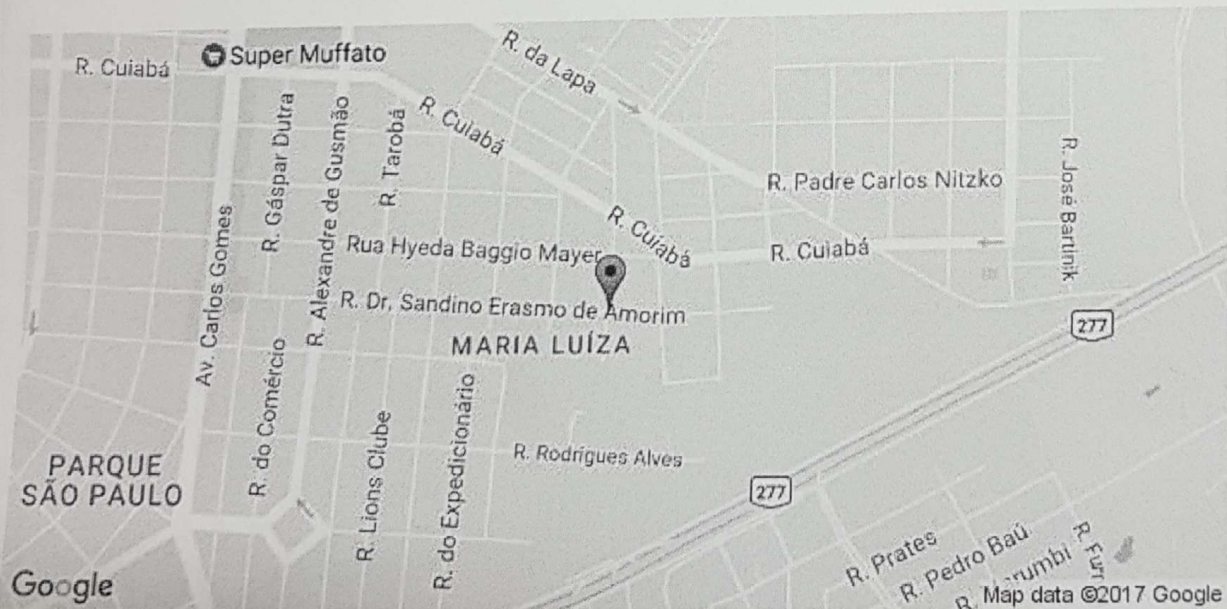 R. Cuiabá
Super Muffato
R. da Lapa
R. Gáspar Dutra
R. Alexandre de Gusmão
R. Tarobá
R. Cuiabá
R. Padre Carlos Nitzko
R. José Bartinik
Av. Carlos Gomes
Rua Hyeda Baggio Mayer
R. Cuiabá
R. Cuiabá
R. Dr. Sandino Erasmo de Amorim
MARIA LUÍZA
277
R. do Comércio
R. Lions Clube
R. do Expedicionário
R. Rodrigues Alves
PARQUE
SÃO PAULO
277
R. Prates
R. Pedro Baú
R.
R.
Google
Map data ©2017 Google